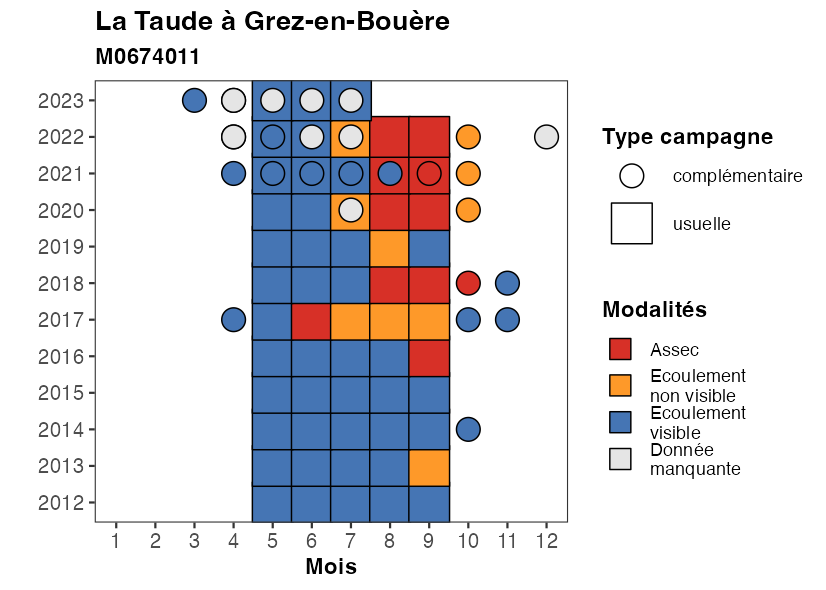 La Taude à Grez-en-Bouère
M0674011
2023
2022
2021
2020
2019
2018
2017
2016
2015
2014
2013
2012
1 2 3 4 5 6 7 8 9 10 11 12
Mois
Type campagne
complémentaire
usuelle
Modalités
Assec
Ecoulement
non visible
Ecoulement
visible
Donnée
manquante